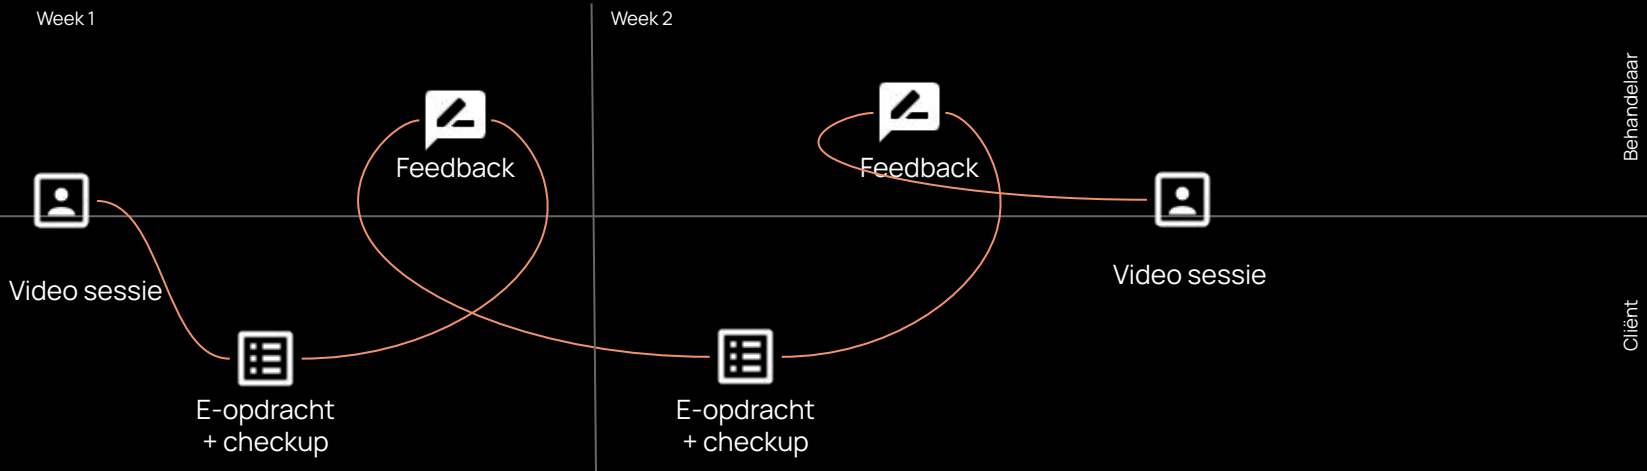 Week 1
Week 2
Feedback
Feedback
Video sessie
Video sessie
E-opdracht
+ checkup
E-opdracht
+ checkup
Behandelaar
Cliënt